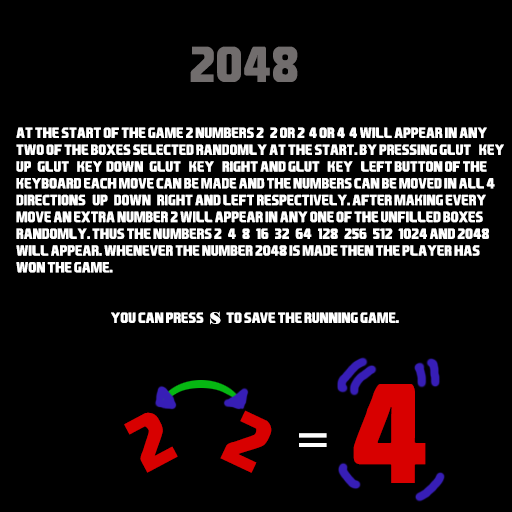 2048
AT THE START OF THE GAME 2 NUMBERS 2 2 OR 2 4 OR 4 4 WILL APPEAR IN ANY
TWO OF THE BOXES SELECTED RANDOMLY AT THE START. BY PRESSING GLUT KEY
UP GLUT KEY DOWN GLUT KEY RIGHT AND GLUT KEY LEFT BUTTON OF THE
KEYBOARD EACH MOVE CAN BE MADE AND THE NUMBERS CAN BE MOVED IN ALL 4
DIRECTIONS UP DOWN RIGHT AND LEFT RESPECTIVELY. AFTER MAKING EVERY
MOVE AN EXTRA NUMBER 2 WILL APPEAR IN ANY ONE OF THE UNFILLED BOXES
RANDOMLY. THUS THE NUMBERS 2 4 8 16 32 64 128 256 512 1024 AND 2048
WILL APPEAR. WHENEVER THE NUMBER 2048 IS MADE THEN THE PLAYER HAS
WON THE GAME.
YOU CAN PRESS S TO SAVE THE RUNNING GAME.
2 2 = 4